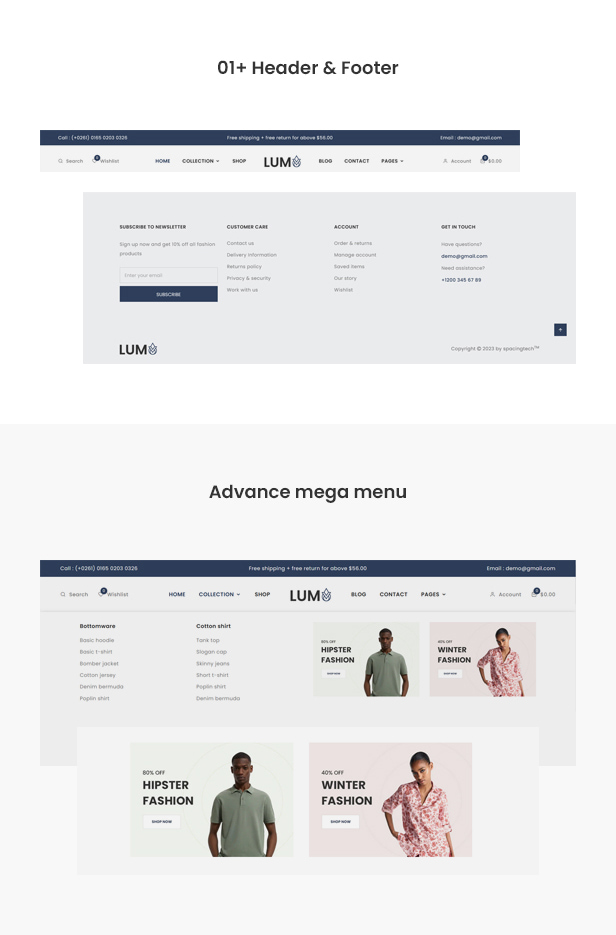 01+ Header & Footer
Call : (+0261) 0165 0203 0326
Free shipping + free return for above $56.00
Email : demo@gmail.com
Search
0
Wishlist
HOME
COLLECTION
SHOP
LUMO
BLOG
CONTACT
PAGES
Account
0
$0.00
SUBSCRIBE TO NEWSLETTER
Sign up now and get 10% off all fashion
products
Enter your email
SUBSCRIBE
CUSTOMER CARE
Contact us
Delivery information
Returns policy
Privacy & security
Work with us
ACCOUNT
Order & returns
Manage account
Saved items
Our story
Wishlist
GET IN TOUCH
Have questions?
demo@gmail.com
Need assistance?
+1200 345 67 89
LUMO
Copyright © 2023 by spacingtech™
Advance mega menu
Call : (+0261) 0165 0203 0326
Free shipping + free return for above $56.00
Email : demo@gmail.com
Search
0
Wishlist
HOME
COLLECTION
SHOP
LUMO
BLOG
CONTACT
PAGES
Account
0
$0.00
Bottomware
Basic hoodie
Basic t-shirt
Bomber jacket
Cotton jersey
Denim bermuda
Poplin shirt
Cotton shirt
Tank top
Slogan cap
Skinny jeans
Short t-shirt
Poplin shirt
Denim bermuda
80% OFF
HIPSTER
FASHION
SHOP NOW
40% OFF
WINTER
FASHION
SHOP NOW
80% OFF
HIPSTER
FASHION
SHOP NOW
40% OFF
WINTER
FASHION
SHOP NOW